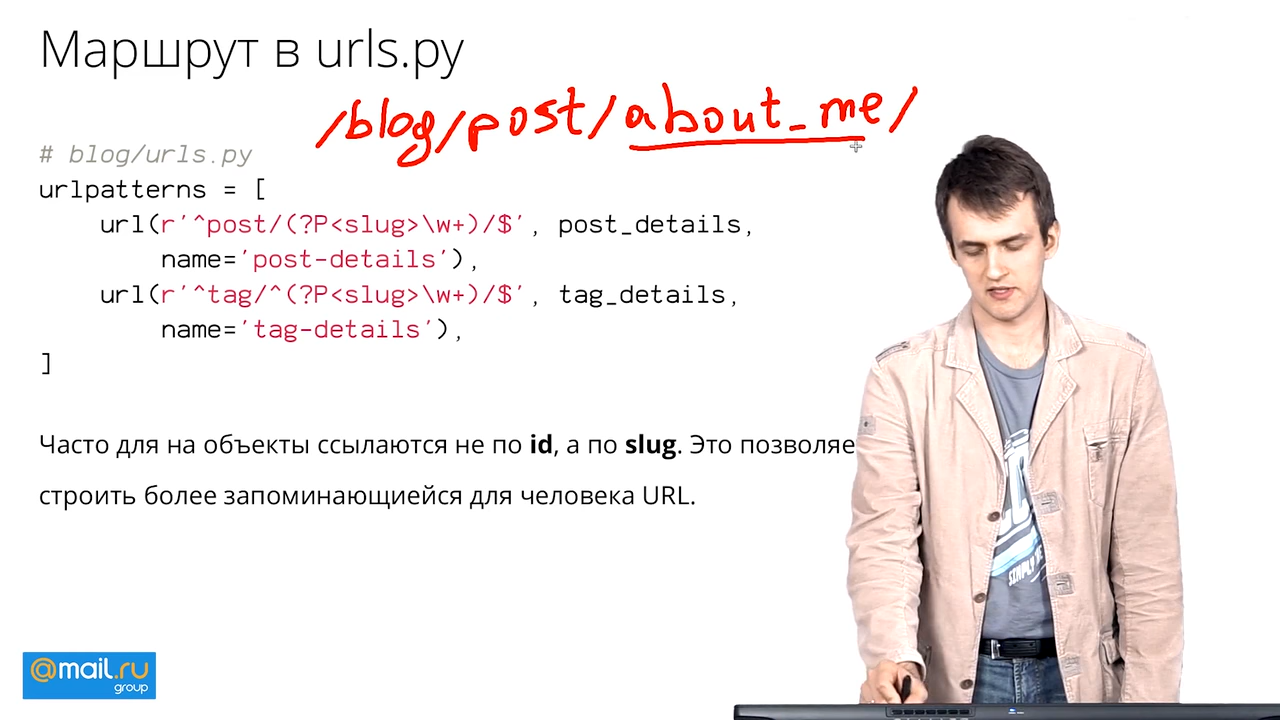 Маршрут в urls.py
/blog/post/about_me/
# blog/urls.py
urlpatterns = [
url(r'^post/(?P<slug>\w+)/$', post_details,
name='post-details'),
url(r'^tag/^(?P<slug>\w+)/$', tag_details,
name='tag-details'),
]
Часто для на объекты ссылаются не по id, а по slug. Это позволяе
строить более запоминающиейся для человека URL.
SIMPLY BE
@mail.ru
group